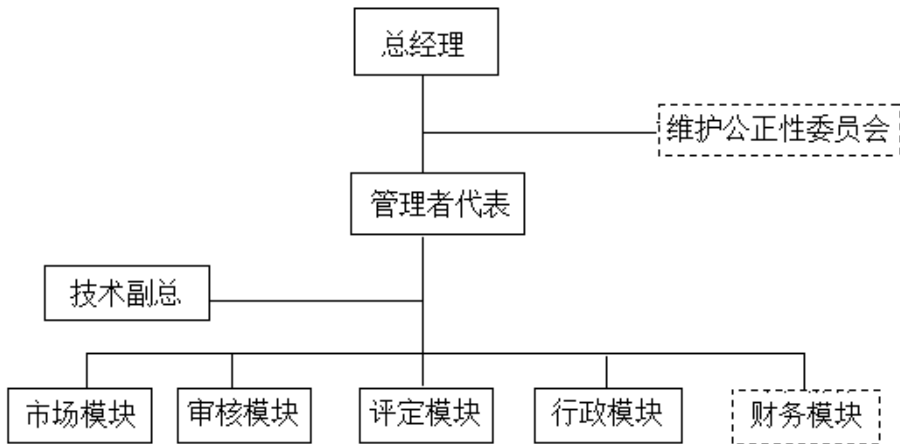 总经理
维护公正性委员会
管理者代表
技术副总
市场模块
审核模块
评定模块
行政模块
财务模块